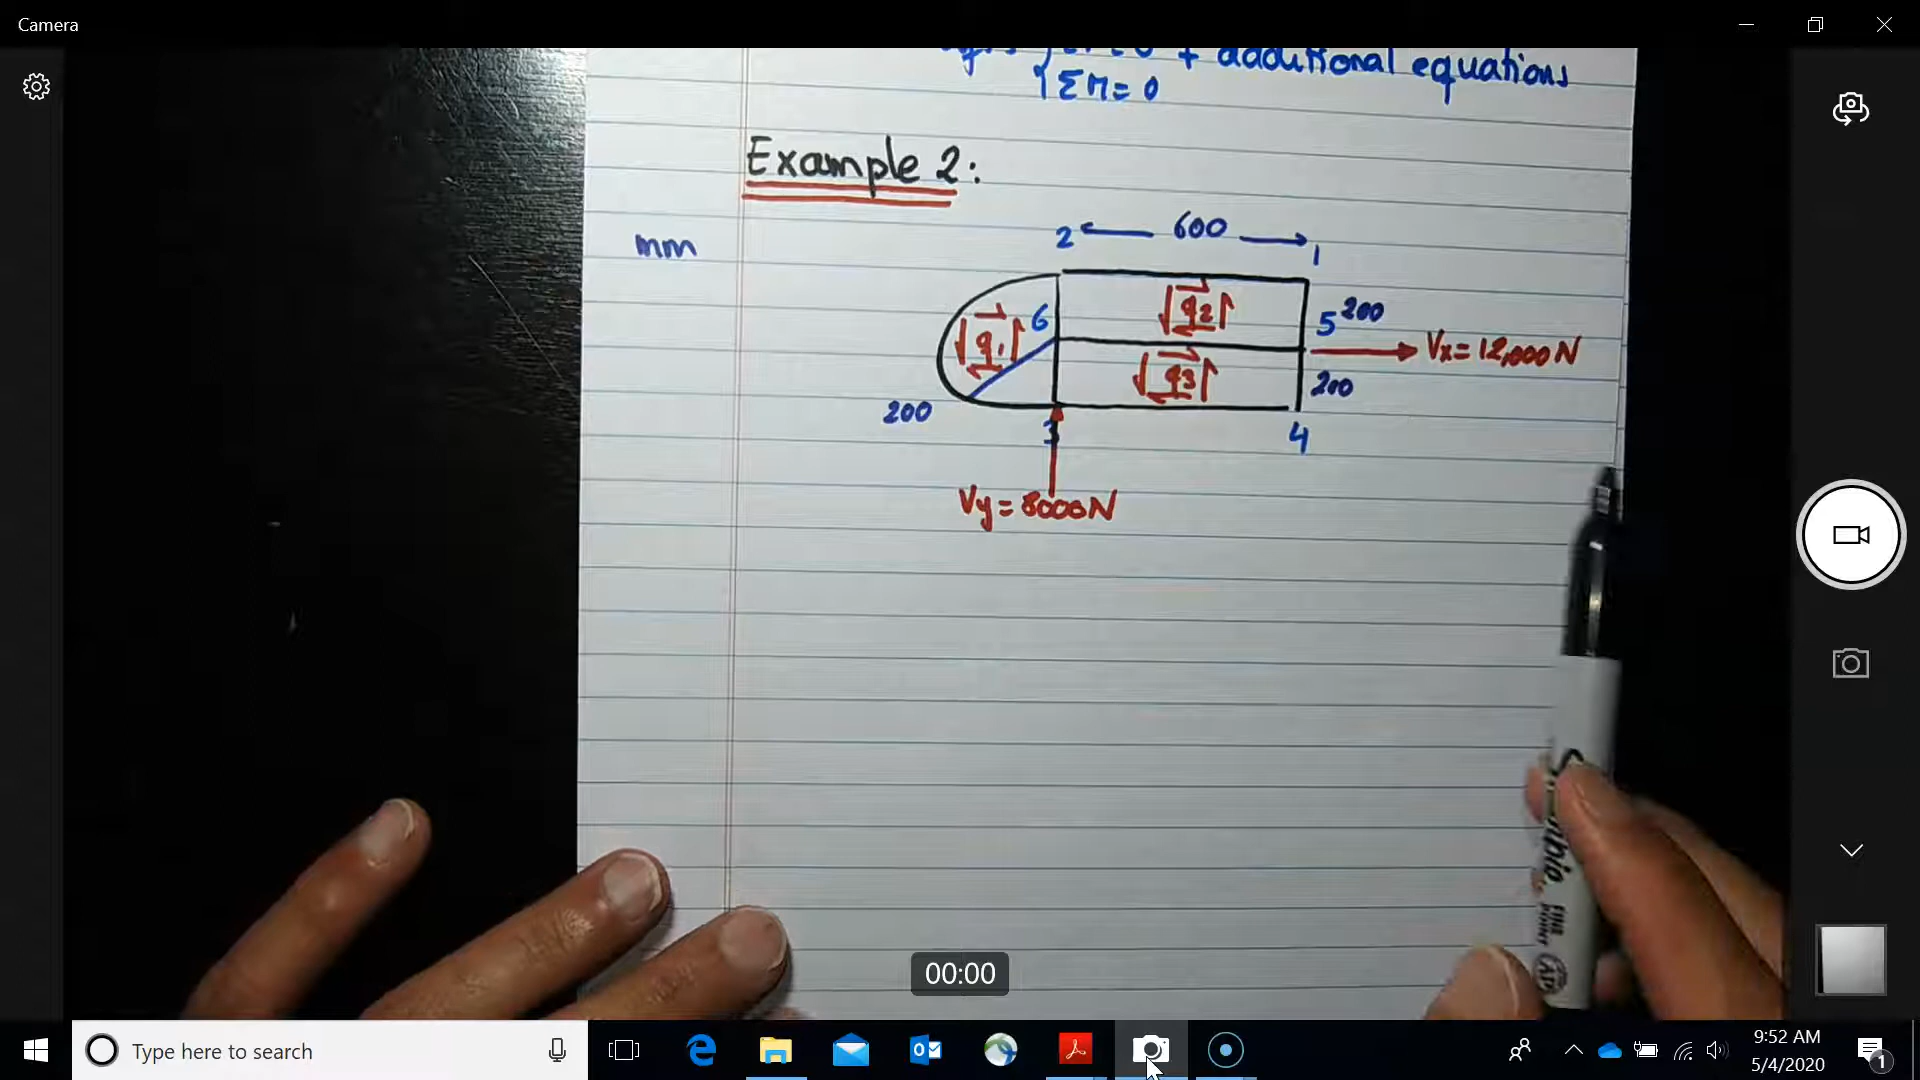 Camera
+ additional equations
ΣM = 0
Example 2:
mm
2 600 1
q2
6 5 200
q1
Vx = 12,000 N
q3
200
200
3 4
Vy = 8000N
00:00
Type here to search
9:52 AM
5/4/2020
1